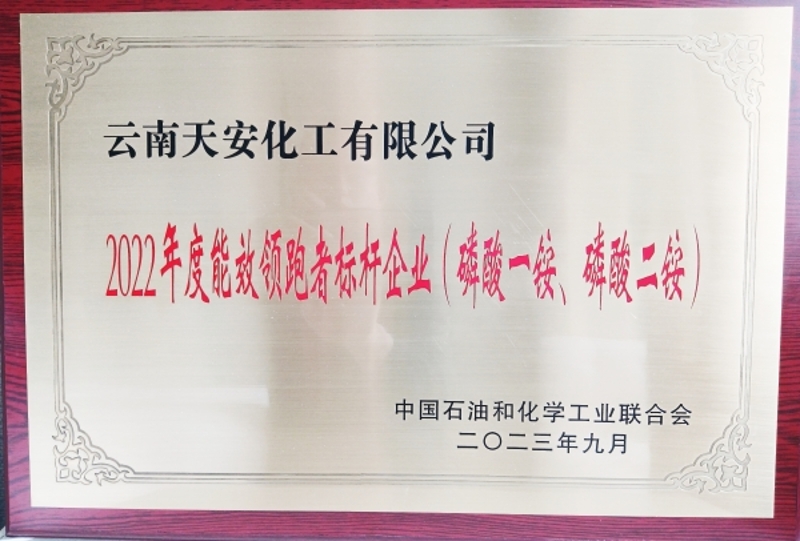 云南天安化工有限公司
2022年度能效领跑者标杆企业（磷酸一铵、磷酸二铵）
中国石油和化学工业联合会
二〇二三年九月